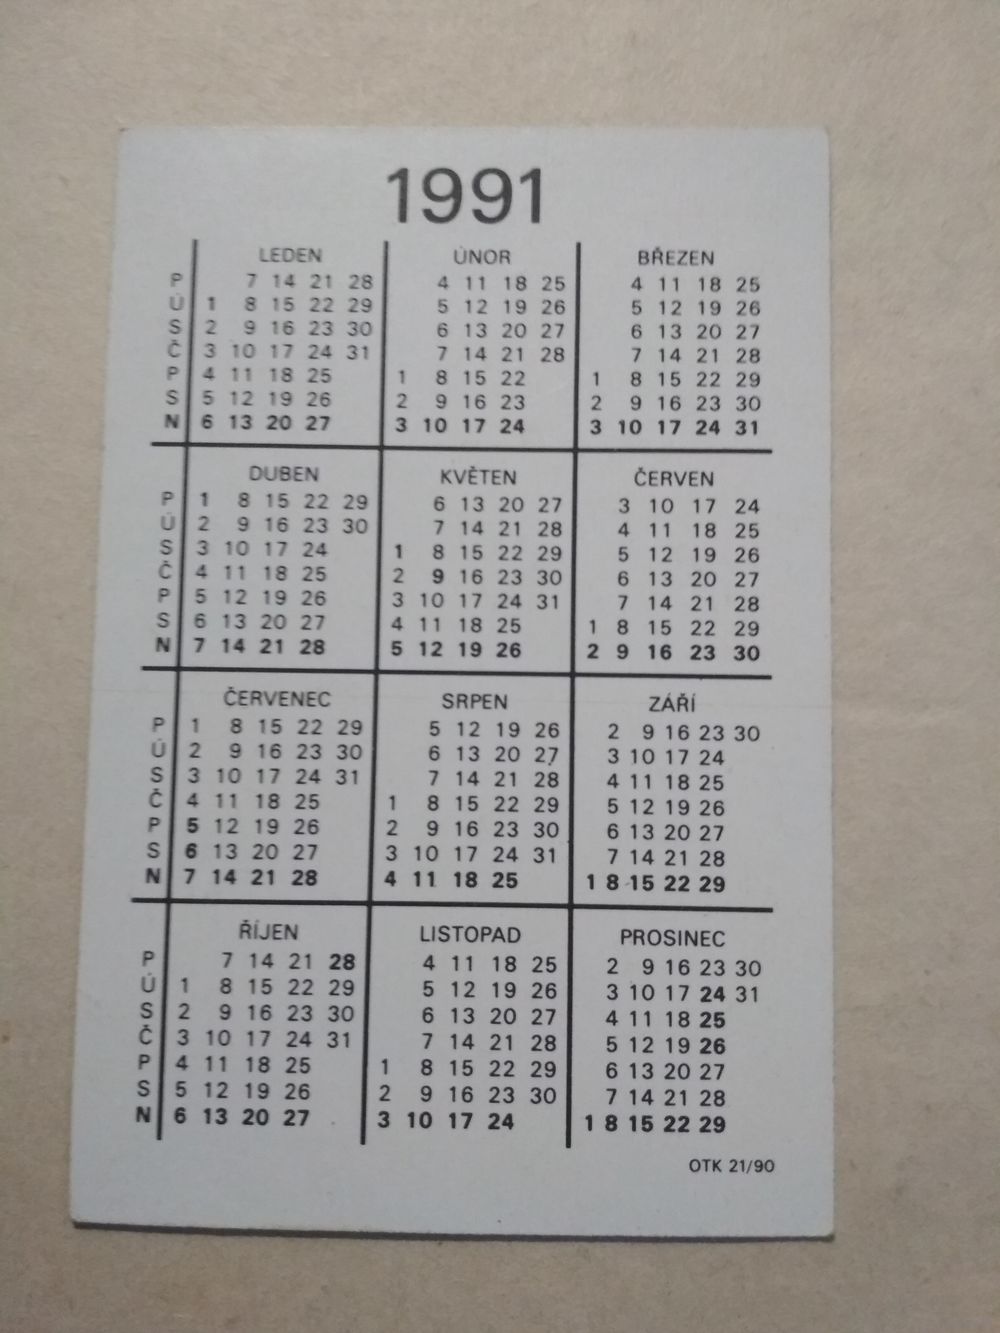 1991
LEDEN ÚNOR BŘEZEN
P 7 14 21 28 4 11 18 25 4 11 18 25
Ú 1 8 15 22 29 5 12 19 26 5 12 19 26
S 2 9 16 23 30 6 13 20 27 6 13 20 27
Č 3 10 17 24 31 7 14 21 28 7 14 21 28
P 4 11 18 25 1 8 15 22 1 8 15 22 29
S 5 12 19 26 2 9 16 23 2 9 16 23 30
N 6 13 20 27 3 10 17 24 3 10 17 24 31
DUBEN KVĚTEN ČERVEN
P 1 8 15 22 29 6 13 20 27 3 10 17 24
Ú 2 9 16 23 30 7 14 21 28 4 11 18 25
S 3 10 17 24 1 8 15 22 29 5 12 19 26
Č 4 11 18 25 2 9 16 23 30 6 13 20 27
P 5 12 19 26 3 10 17 24 31 7 14 21 28
S 6 13 20 27 4 11 18 25 1 8 15 22 29
N 7 14 21 28 5 12 19 26 2 9 16 23 30
ČERVENEC SRPEN ZÁŘÍ
P 1 8 15 22 29 5 12 19 26 2 9 16 23 30
Ú 2 9 16 23 30 6 13 20 27 3 10 17 24
S 3 10 17 24 31 7 14 21 28 4 11 18 25
Č 4 11 18 25 1 8 15 22 29 5 12 19 26
P 5 12 19 26 2 9 16 23 30 6 13 20 27
S 6 13 20 27 3 10 17 24 31 7 14 21 28
N 7 14 21 28 4 11 18 25 1 8 15 22 29
ŘÍJEN LISTOPAD PROSINEC
P 7 14 21 28 4 11 18 25 2 9 16 23 30
Ú 1 8 15 22 29 5 12 19 26 3 10 17 24 31
S 2 9 16 23 30 6 13 20 27 4 11 18 25
Č 3 10 17 24 31 7 14 21 28 5 12 19 26
P 4 11 18 25 1 8 15 22 29 6 13 20 27
S 5 12 19 26 2 9 16 23 30 7 14 21 28
N 6 13 20 27 3 10 17 24 1 8 15 22 29
OTK 21/90